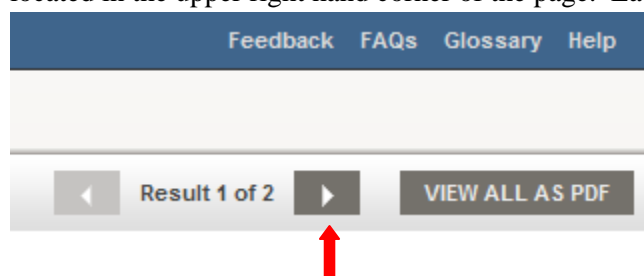 located in the upper right hand corner of the page.
Feedback FAQs Glossary Help
Result 1 of 2 VIEW ALL AS PDF